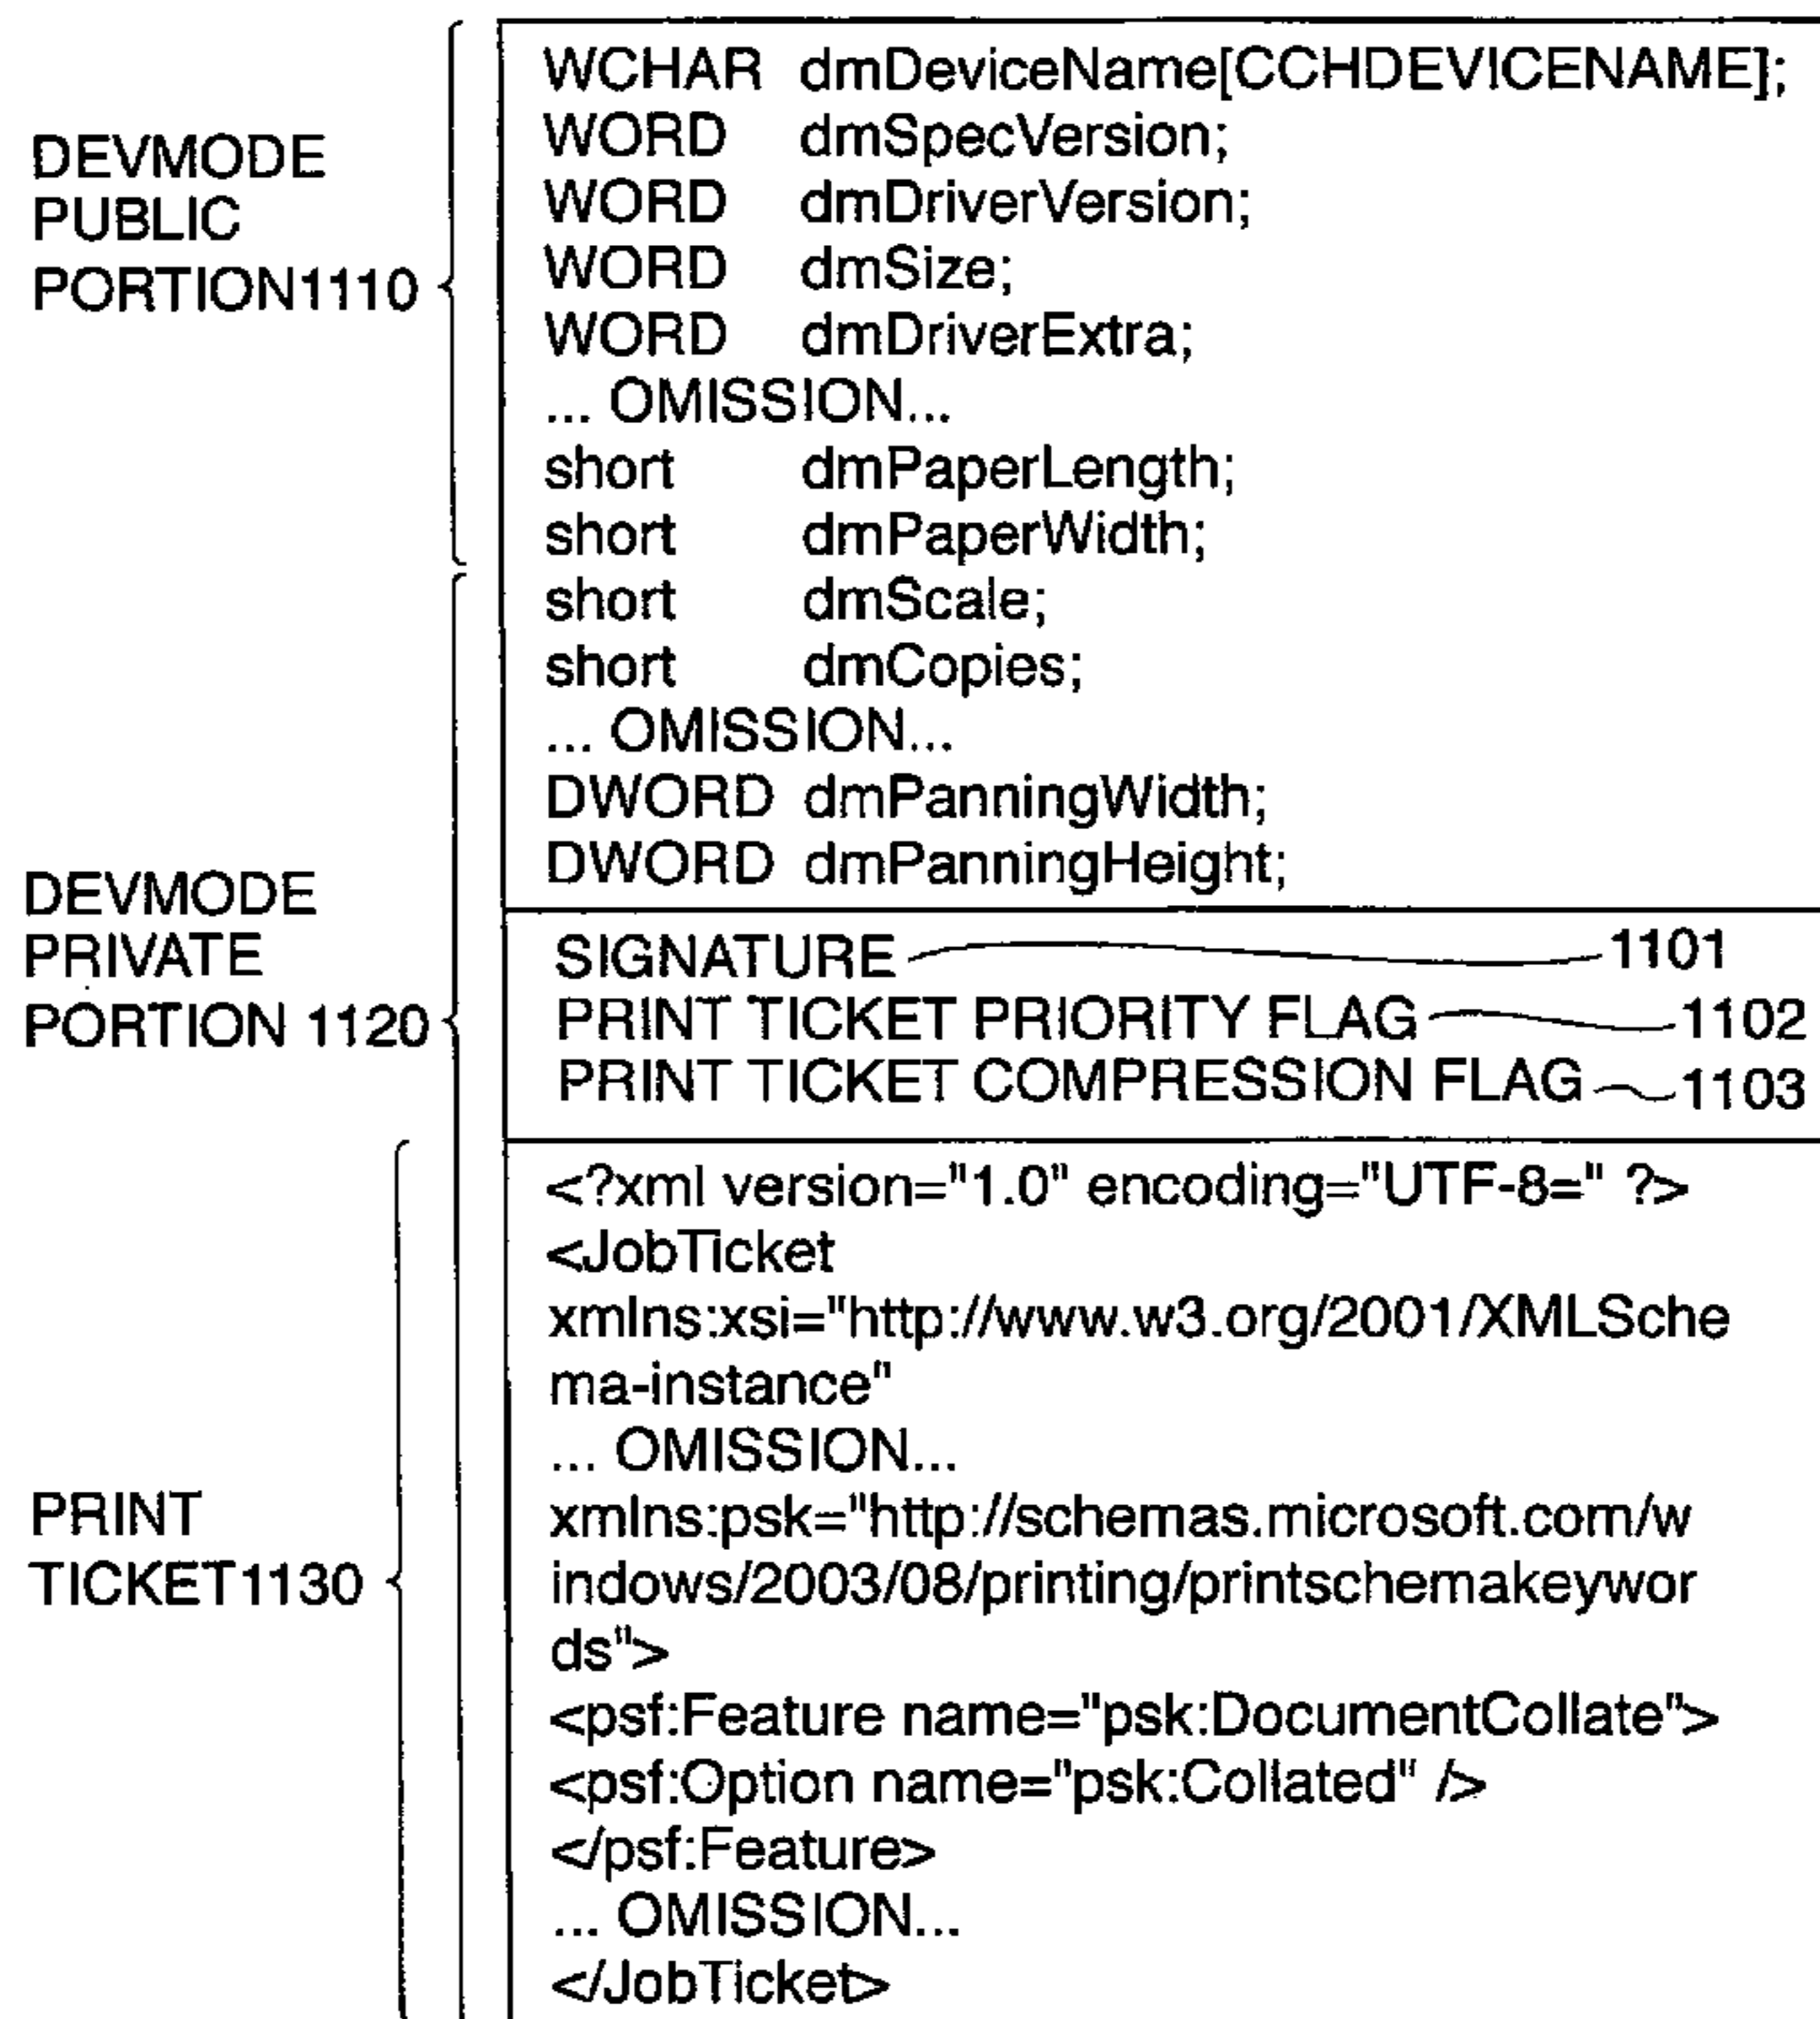 DEVMODE
PUBLIC
PORTION1110
WCHAR dmDeviceName[CCHDEVICENAME];
WORD dmSpecVersion;
WORD dmDriverVersion;
WORD dmSize;
WORD dmDriverExtra;
... OMISSION...
short dmPaperLength;
short dmPaperWidth;
short dmScale;
short dmCopies;
... OMISSION...
DWORD dmPanningWidth;
DWORD dmPanningHeight;
DEVMODE
PRIVATE
PORTION 1120
SIGNATURE 1101
PRINT TICKET PRIORITY FLAG 1102
PRINT TICKET COMPRESSION FLAG 1103
PRINT
TICKET1130
<?xml version="1.0" encoding="UTF-8=" ?>
<JobTicket
xmlns:xsi="http://www.w3.org/2001/XMLSche
ma-instance"
... OMISSION...
xmlns:psk="http://schemas.microsoft.com/w
indows/2003/08/printing/printschemakeywor
ds">
<psf:Feature name="psk:DocumentCollate">
<psf:Option name="psk:Collated" />
</psf:Feature>
... OMISSION...
</JobTicket>